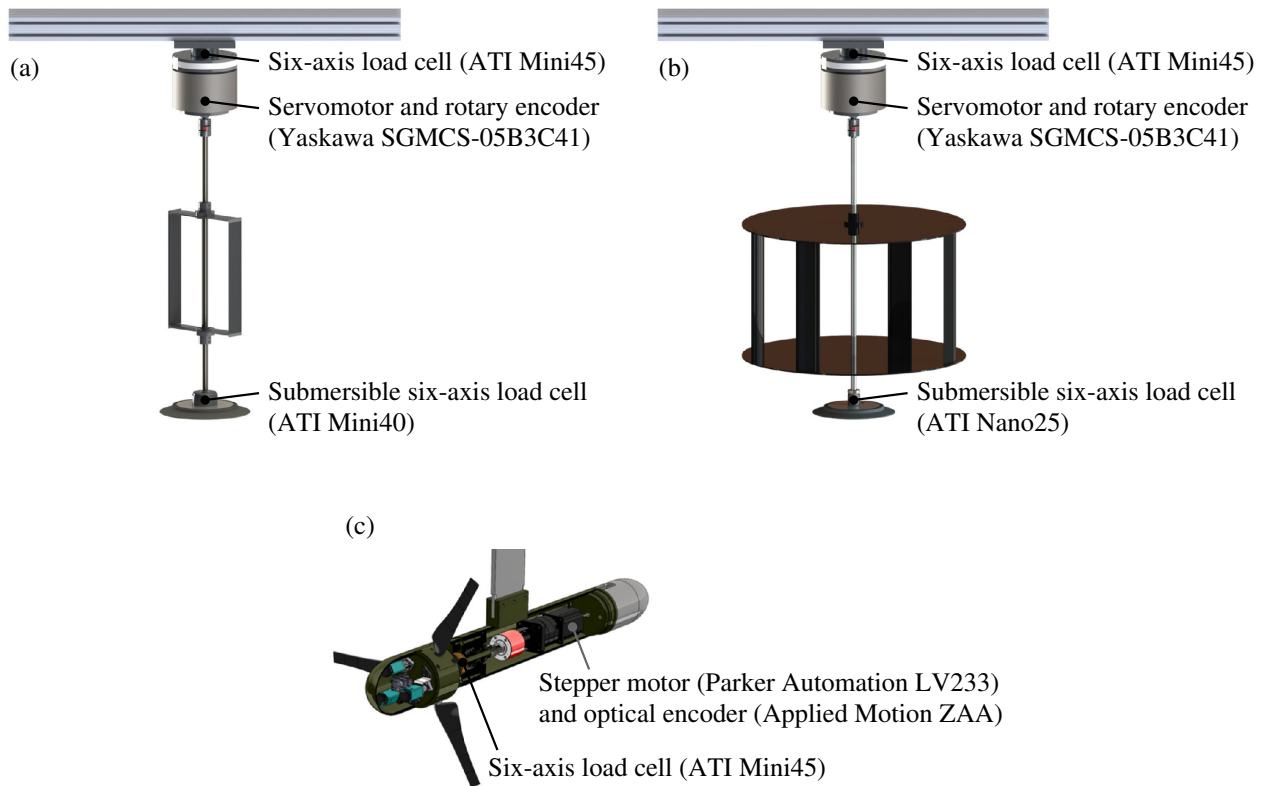 (a)
Six-axis load cell (ATI Mini45)
Servomotor and rotary encoder
(Yaskawa SGMCS-05B3C41)
Submersible six-axis load cell
(ATI Mini40)
(b)
Six-axis load cell (ATI Mini45)
Servomotor and rotary encoder
(Yaskawa SGMCS-05B3C41)
Submersible six-axis load cell
(ATI Nano25)
(c)
Stepper motor (Parker Automation LV233)
and optical encoder (Applied Motion ZAA)
Six-axis load cell (ATI Mini45)